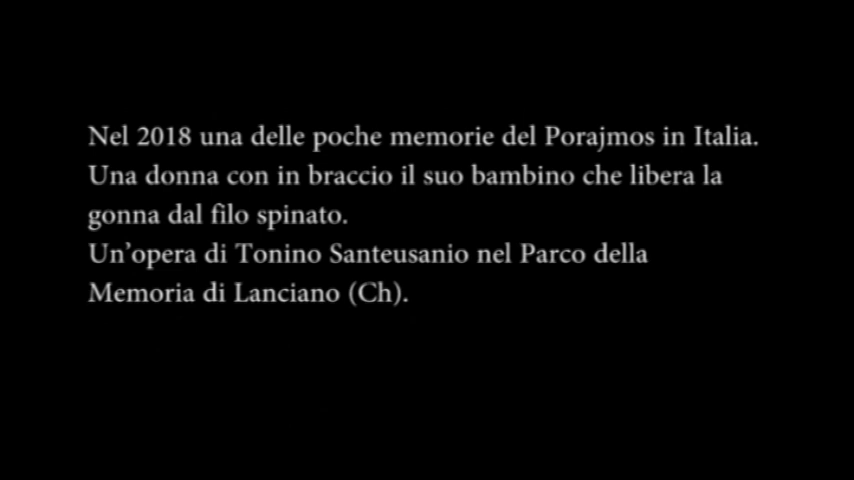 Nel 2018 una delle poche memorie del Porajmos in Italia.
Una donna con in braccio il suo bambino che libera la
gonna dal filo spinato.
Un’opera di Tonino Santeusanio nel Parco della
Memoria di Lanciano (Ch).